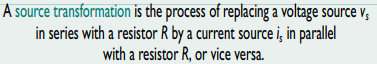 A source transformation is the process of replacing a voltage source vs
in series with a resistor R by a current source is in parallel
with a resistor R, or vice versa.